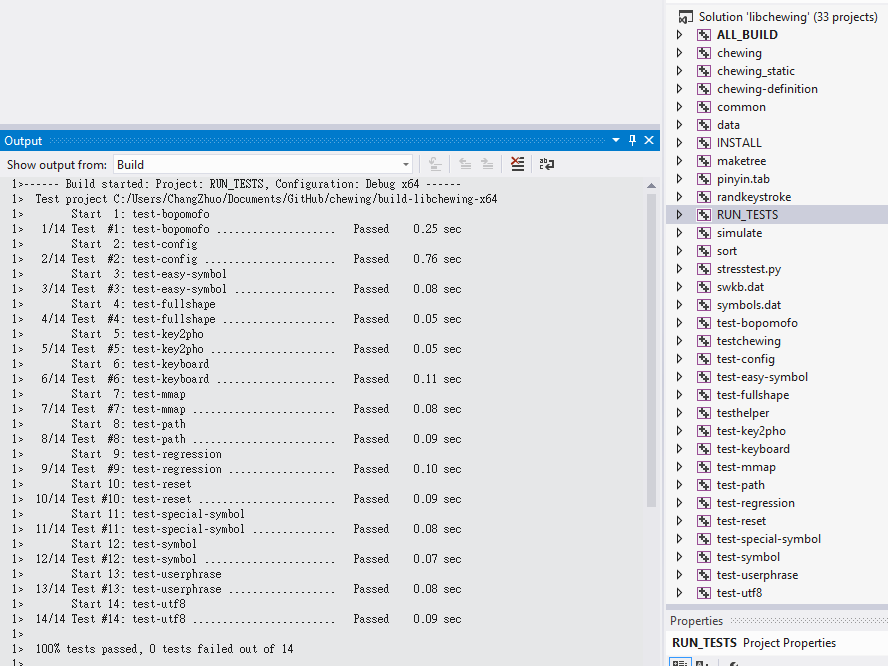 Output
Show output from: Build
1>------ Build started: Project: RUN_TESTS, Configuration: Debug x64 ------
1>  Test project C:/Users/ChangZhuo/Documents/GitHub/chewing/build-libchewing-x64
1>        Start  1: test-bopomofo
1>   1/14 Test  #1: test-bopomofo ....................   Passed    0.25 sec
1>        Start  2: test-config
1>   2/14 Test  #2: test-config ......................   Passed    0.76 sec
1>        Start  3: test-easy-symbol
1>   3/14 Test  #3: test-easy-symbol .................   Passed    0.08 sec
1>        Start  4: test-fullshape
1>   4/14 Test  #4: test-fullshape ...................   Passed    0.05 sec
1>        Start  5: test-key2pho
1>   5/14 Test  #5: test-key2pho .....................   Passed    0.05 sec
1>        Start  6: test-keyboard
1>   6/14 Test  #6: test-keyboard ....................   Passed    0.11 sec
1>        Start  7: test-mmap
1>   7/14 Test  #7: test-mmap ........................   Passed    0.08 sec
1>        Start  8: test-path
1>   8/14 Test  #8: test-path ........................   Passed    0.09 sec
1>        Start  9: test-regression
1>   9/14 Test  #9: test-regression ..................   Passed    0.10 sec
1>        Start 10: test-reset
1>  10/14 Test #10: test-reset .......................   Passed    0.09 sec
1>        Start 11: test-special-symbol
1>  11/14 Test #11: test-special-symbol ..............   Passed    0.08 sec
1>        Start 12: test-symbol
1>  12/14 Test #12: test-symbol ......................   Passed    0.07 sec
1>        Start 13: test-userphrase
1>  13/14 Test #13: test-userphrase ..................   Passed    0.08 sec
1>        Start 14: test-utf8
1>  14/14 Test #14: test-utf8 ........................   Passed    0.09 sec
1>
1>  100% tests passed, 0 tests failed out of 14
1>
Solution 'libchewing' (33 projects)
ALL_BUILD
chewing
chewing_static
chewing-definition
common
data
INSTALL
maketree
pinyin.tab
randkeystroke
RUN_TESTS
simulate
sort
stresstest.py
swkb.dat
symbols.dat
test-bopomofo
testchewing
test-config
test-easy-symbol
test-fullshape
testhelper
test-key2pho
test-keyboard
test-mmap
test-path
test-regression
test-reset
test-special-symbol
test-symbol
test-userphrase
test-utf8
Properties
RUN_TESTS Project Properties